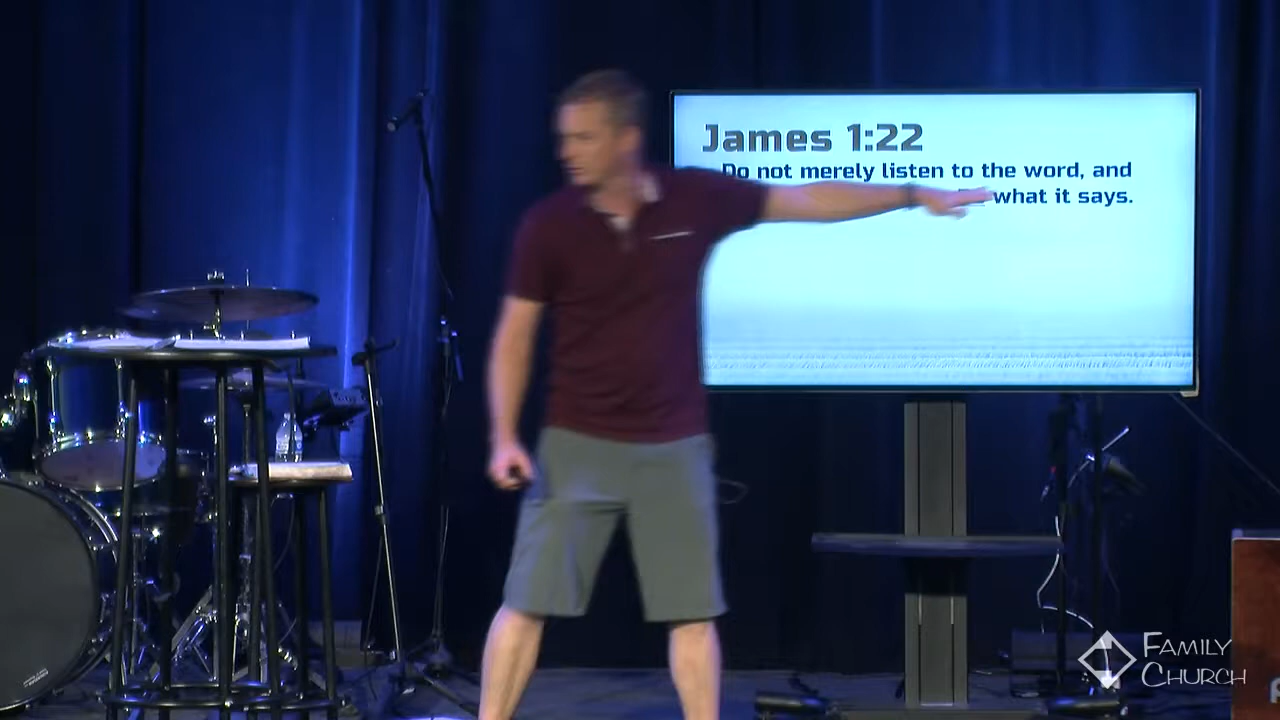 James 1:22
Do not merely listen to the word, and
what it says.
FAMILY
CHURCH